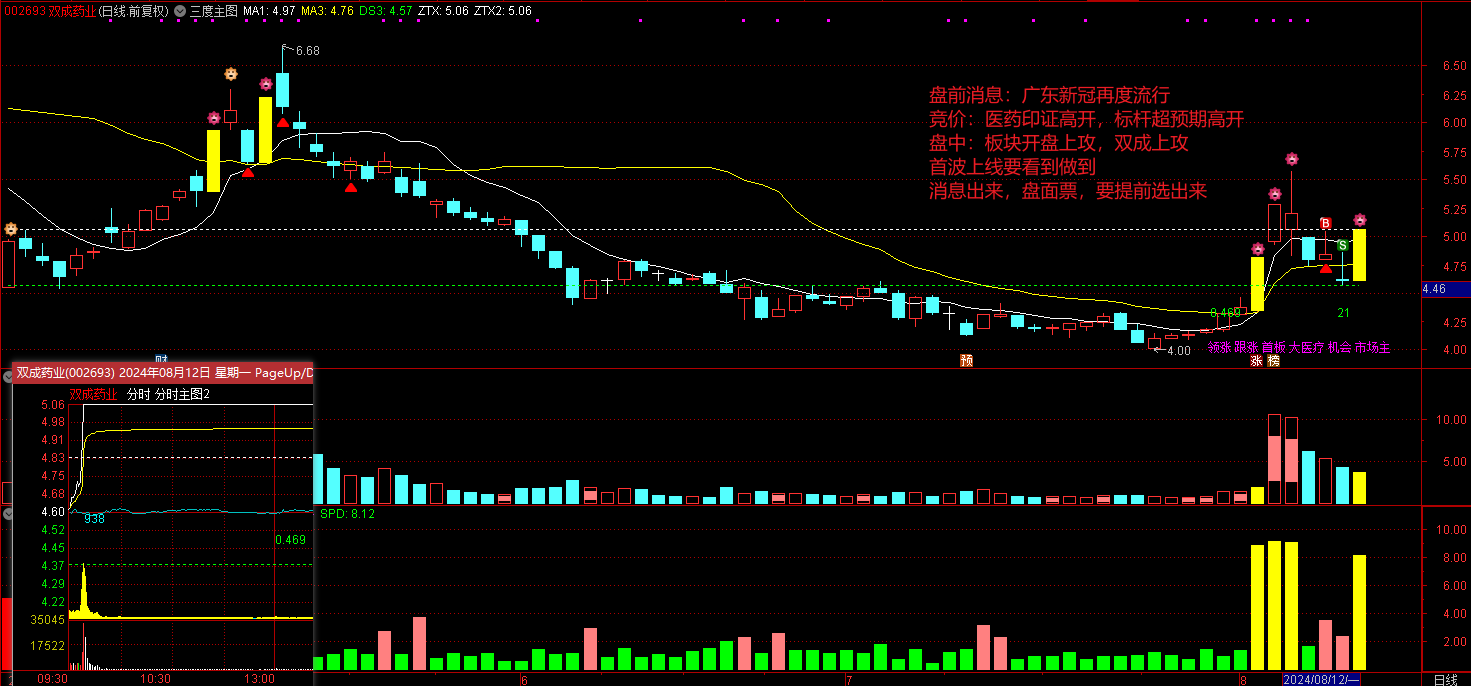 002693 双成药业(日线.前复权) 三度主图 MA1: 4.97 MA3: 4.76 DS3: 4.57 ZTX: 5.06 ZTX2: 5.06
6.68
盘前消息：广东新冠再度流行
竞价：医药印证高开，标杆超预期高开
盘中：板块开盘上攻，双成上攻
首波上线要看到做到
消息出来，盘面票，要提前选出来
6.50
6.25
6.00
5.75
5.50
5.25
5.00
4.75
4.46
4.25
4.00
B
S
0.469
21
4.00
领涨 跟涨 首板 大医疗 机会 市场主
财
预
涨 榜
双成药业(002693) 2024年08月12日 星期一 PageUp/D
双成药业 分时 分时主图2
5.06
4.98
4.91
4.83
4.75
4.68
4.60
4.52
4.45
4.37
4.29
4.22
35045
17522
938
0.469
09:30
10:30
13:00
10.00
5.00
SPD: 8.12
10.00
8.00
6.00
4.00
2.00
6
7
8
2024/08/12/一
日线